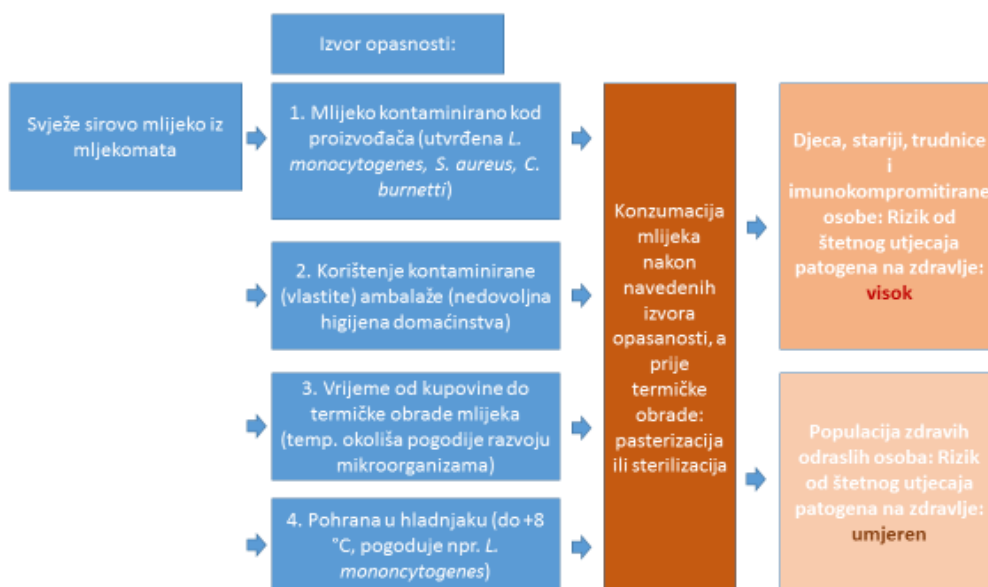 Izvor opasnosti:
Svježe sirovo mlijeko iz
mljekomata
1. Mlijeko kontaminirano kod
proizvođača (utvrđena L.
monocytogenes, S. aureus, C.
burnetti)
2. Korištenje kontaminirane
(vlastite) ambalaže (nedovoljna
higijena domaćinstva)
3. Vrijeme od kupovine do
termičke obrade mlijeka
(temp. okoliša pogodije razvoju
mikroorganizama)
4. Pohrana u hladnjaku (do +8
°C, pogoduje npr. L.
mononcytogenes)
Konzumacija
mlijeka
nakon
navedenih
izvora
opasanosti, a
prije
termičke
obrade:
pasterizacija
ili sterilizacija
Djeca, stariji, trudnice
i
imunokompromitirane
osobe: Rizik od
štetnog utjecaja
patogena na zdravlje:
visok
Populacija zdravih
odraslih osoba: Rizik
od štetnog utjecaja
patogena na zdravlje:
umjeren